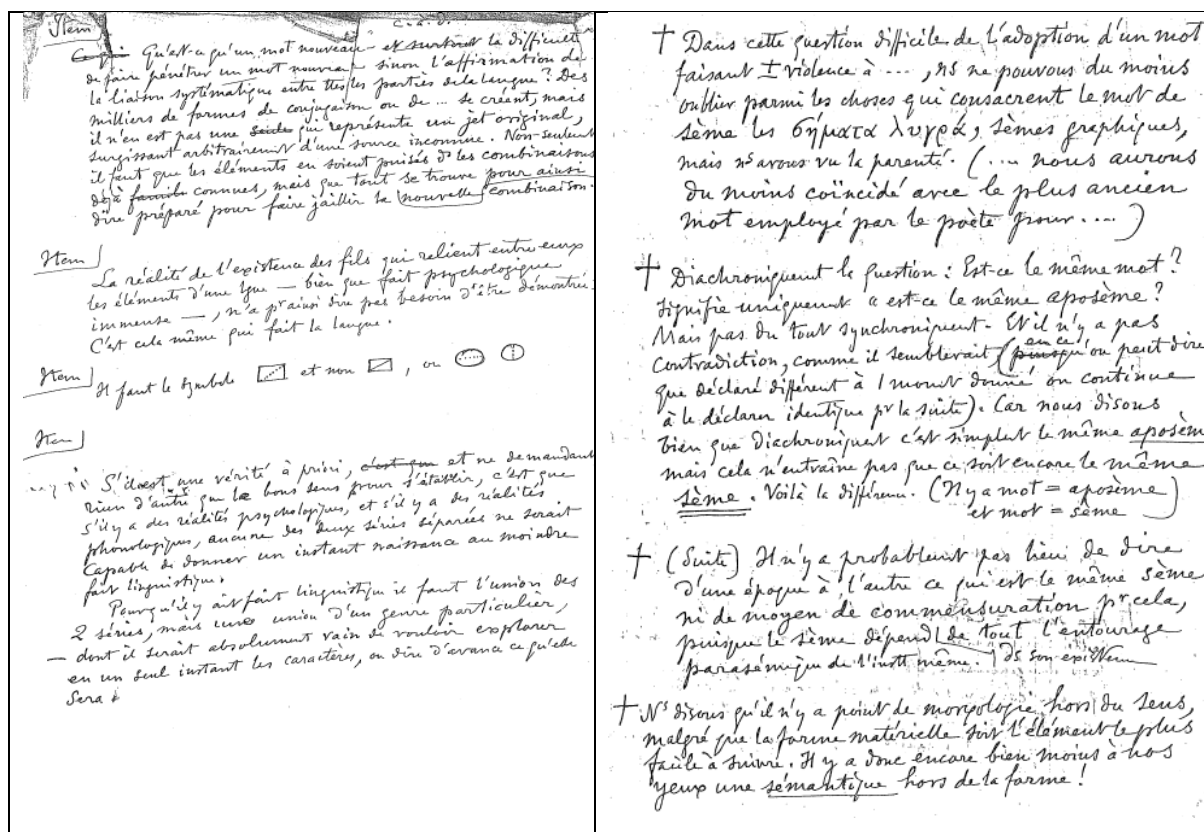 Item
c.-à-d.
Qu'est-ce qu'un mot nouveau et surtout la difficulté
de faire pénétrer un mot nouveau sinon l'affirmation de
la liaison systématique entre ttes les parties de la langue? Des
milliers de formes de conjugaison ou de ... se créent, mais
il n'en est pas une seule qui représente un jet original,
surgissant arbitrairement d'une source inconnue. Non-seulemt
il faut que les éléments en soient puisés ds les combinaisons
déjà connues, mais que tout se trouve pour ainsi
dire préparé pour faire jaillir la nouvelle combinaison.
Item
La réalité de l'existence des fils qui relient entre eux
les éléments d'une lgue — bien que fait psychologique
immense —, n'a pr ainsi dire pas besoin d'être démontrée.
C'est cela même qui fait la langue.
Item
Il faut le symbole et non , ou
Item
S'il est une vérité à priori, c'est que et ne demandant
rien d'autre que le bons sens pour s'établir, c'est que
s'il y a des réalités psychologiques, et s'il y a des réalités
phonologiques, aucune des deux séries séparées ne serait
capable de donner un instant naissance au moindre
fait linguistique.
Pour qu'il y ait fait linguistique il faut l'union des
2 séries, mais une union d'un genre particulier,
— dont il serait absolument vain de vouloir explorer
en un seul instant les caractères, ou dire d'avance ce qu'elle
sera.
† Dans cette question difficile de l'adoption d'un mot
faisant ± violence à ...., ns ne pouvons du moins
oublier parmi les choses qui consacrent le mot de
sème les σήματα λυγρά, sèmes graphiques,
mais ns avons vu la parenté. (.... nous aurons
du moins coïncidé avec le plus ancien
mot employé par le poète pour ....)
† Diachroniquemt la question : Est-ce le même mot?
signifie uniquement est-ce le même aposème?
Mais pas du tout synchroniquemt. Et il n'y a pas
contradiction, comme il semblerait (puisqu'on peut dire
en ce
que déclaré différent à 1 momt donné on continue
à le déclarer identique pr la suite). Car nous disons
bien que Diachroniquemt c'est simplemt le même aposème
mais cela n'entraîne pas que ce soit encore le même
sème. Voilà la différence. (Il y a mot = aposème
et mot = sème)
† (Suite) Il n'y a probablemt pas lieu de dire
d'une époque à l'autre ce qui est le même sème
ni de moyen de commensuration pr cela,
puisque le sème dépend de tout l'entourage
parasémique de l'instt même. ds son existence
† Ns disons qu'il n'y a point de morpologie hors du sens,
malgré que la forme matérielle soit l'élément le plus
facile à suivre. Il y a donc encore bien moins à nos
yeux une sémantique hors de la forme!